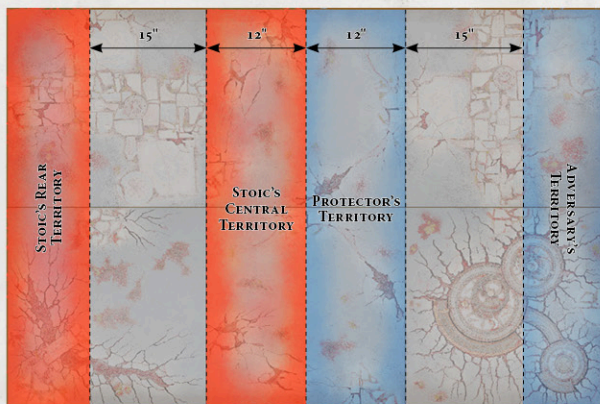 15"
12"
12"
15"
Stoic's Rear
Territory
Stoic's
Central
Territory
Protector's
Territory
Adversary's
Territory